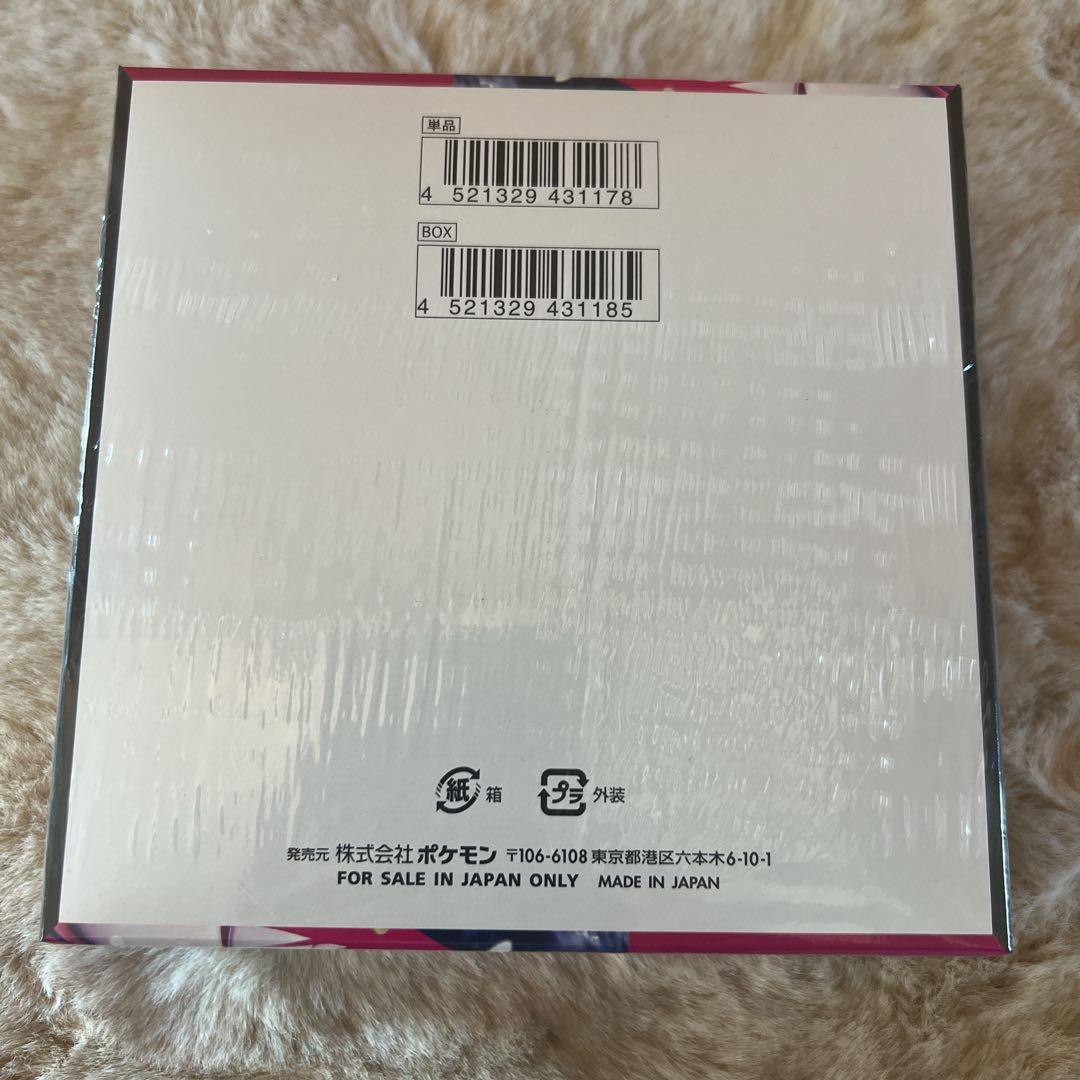 単品
4 521329 431178
BOX
4 521329 431185
紙 箱 プラ 外装
発売元 株式会社 ポケモン 〒106-6108 東京都港区六本木6-10-1
FOR SALE IN JAPAN ONLY MADE IN JAPAN